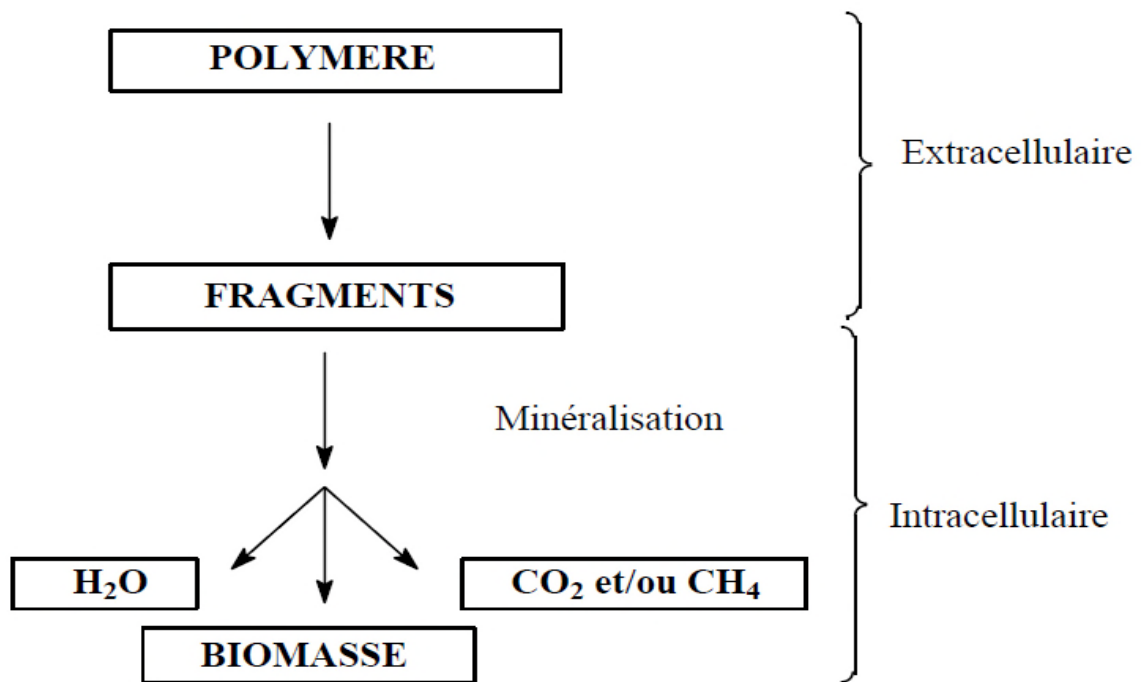 POLYMERE
Extracellulaire
FRAGMENTS
Minéralisation
Intracellulaire
H₂O
CO₂ et/ou CH₄
BIOMASSE